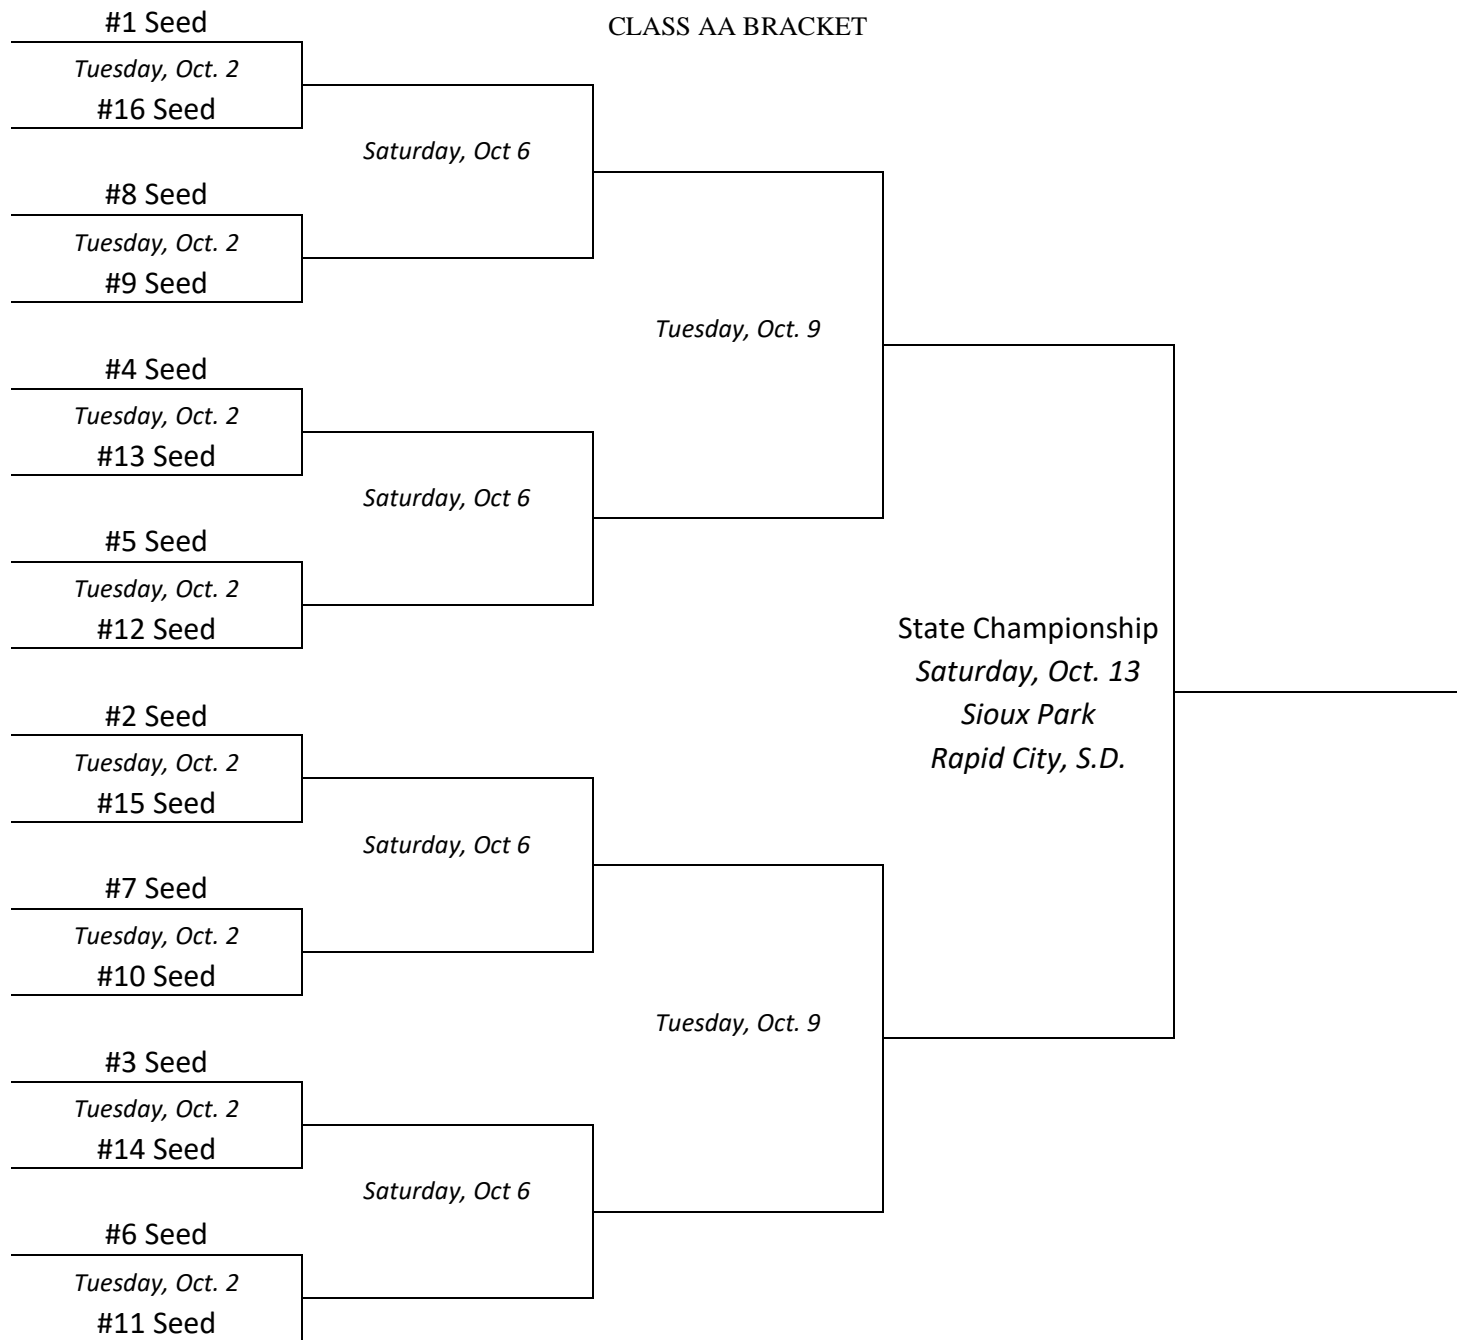 #1 Seed
CLASS AA BRACKET
Tuesday, Oct. 2
#16 Seed
Saturday, Oct 6
#8 Seed
Tuesday, Oct. 2
#9 Seed
Tuesday, Oct. 9
#4 Seed
Tuesday, Oct. 2
#13 Seed
Saturday, Oct 6
#5 Seed
Tuesday, Oct. 2
#12 Seed
State Championship
Saturday, Oct. 13
Sioux Park
Rapid City, S.D.
#2 Seed
Tuesday, Oct. 2
#15 Seed
Saturday, Oct 6
#7 Seed
Tuesday, Oct. 2
#10 Seed
Tuesday, Oct. 9
#3 Seed
Tuesday, Oct. 2
#14 Seed
Saturday, Oct 6
#6 Seed
Tuesday, Oct. 2
#11 Seed